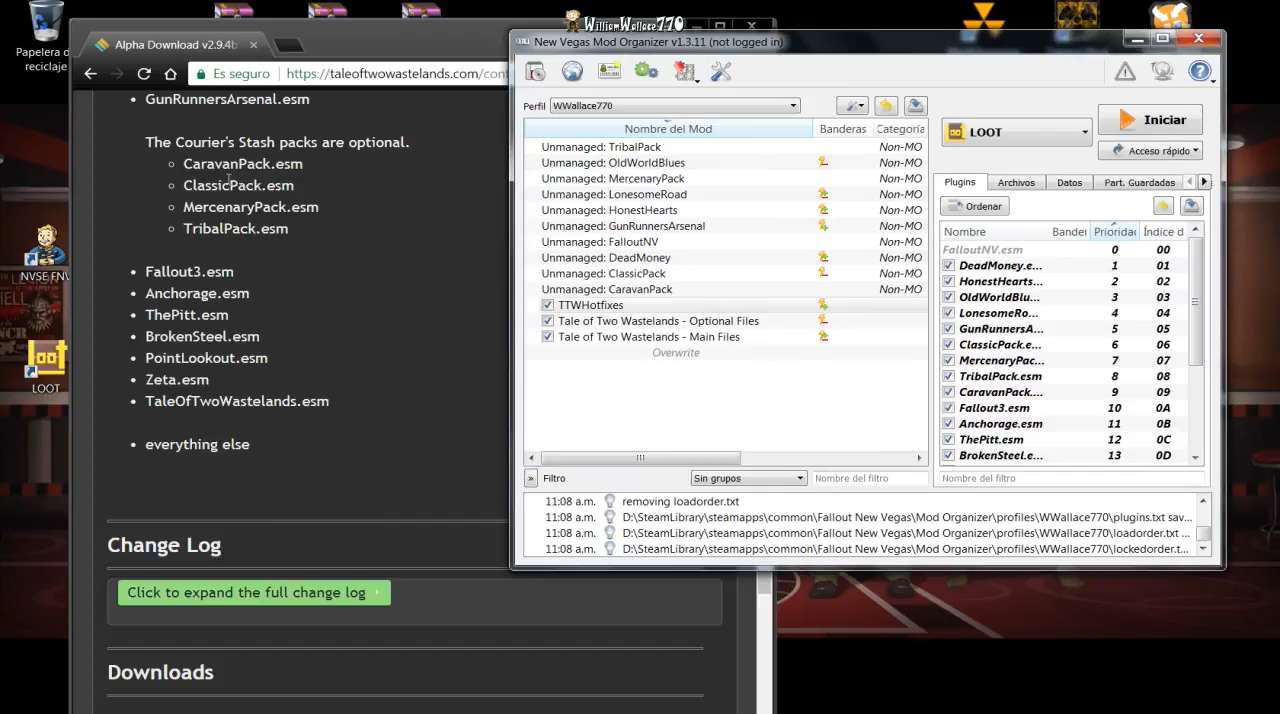 Papelera d
reciclaje
NVSE FNV
LOOT
WilliamWallace770
Alpha Download v2.9.4b
Es seguro
https://taleoftwowastelands.com/con
GunRunnersArsenal.esm
The Courier's Stash packs are optional.
CaravanPack.esm
ClassicPack.esm
MercenaryPack.esm
TribalPack.esm
Fallout3.esm
Anchorage.esm
ThePitt.esm
BrokenSteel.esm
PointLookout.esm
Zeta.esm
TaleOfTwoWastelands.esm
everything else
Change Log
Click to expand the full change log
Downloads
New Vegas Mod Organizer v1.3.11 (not logged in)
Perfil WWallace770
Nombre del Mod Banderas Categoría
Unmanaged: TribalPack Non-MO
Unmanaged: OldWorldBlues Non-MO
Unmanaged: MercenaryPack Non-MO
Unmanaged: LonesomeRoad Non-MO
Unmanaged: HonestHearts Non-MO
Unmanaged: GunRunnersArsenal Non-MO
Unmanaged: FalloutNV Non-MO
Unmanaged: DeadMoney Non-MO
Unmanaged: ClassicPack Non-MO
Unmanaged: CaravanPack Non-MO
TTWHotfixes
Tale of Two Wastelands - Optional Files
Tale of Two Wastelands - Main Files
Overwrite
» Filtro Sin grupos Nombre del filtro
LOOT
Iniciar
Acceso rápido
Plugins Archivos Datos Part. Guardadas
Ordenar
Nombre Bander Prioridad Índice d
FalloutNV.esm 0 00
DeadMoney.e... 1 01
HonestHearts... 2 02
OldWorldBlu... 3 03
LonesomeRo... 4 04
GunRunnersA... 5 05
ClassicPack.e... 6 06
MercenaryPac... 7 07
TribalPack.esm 8 08
CaravanPack.... 9 09
Fallout3.esm 10 0A
Anchorage.esm 11 0B
ThePitt.esm 12 0C
BrokenSteel.e... 13 0D
Nombre del filtro
11:08 a.m. removing loadorder.txt
11:08 a.m. D:\SteamLibrary\steamapps\common\Fallout New Vegas\Mod Organizer\profiles\WWallace770\plugins.txt sav...
11:08 a.m. D:\SteamLibrary\steamapps\common\Fallout New Vegas\Mod Organizer\profiles\WWallace770\loadorder.txt ...
11:08 a.m. D:\SteamLibrary\steamapps\common\Fallout New Vegas\Mod Organizer\profiles\WWallace770\lockedorder.t...